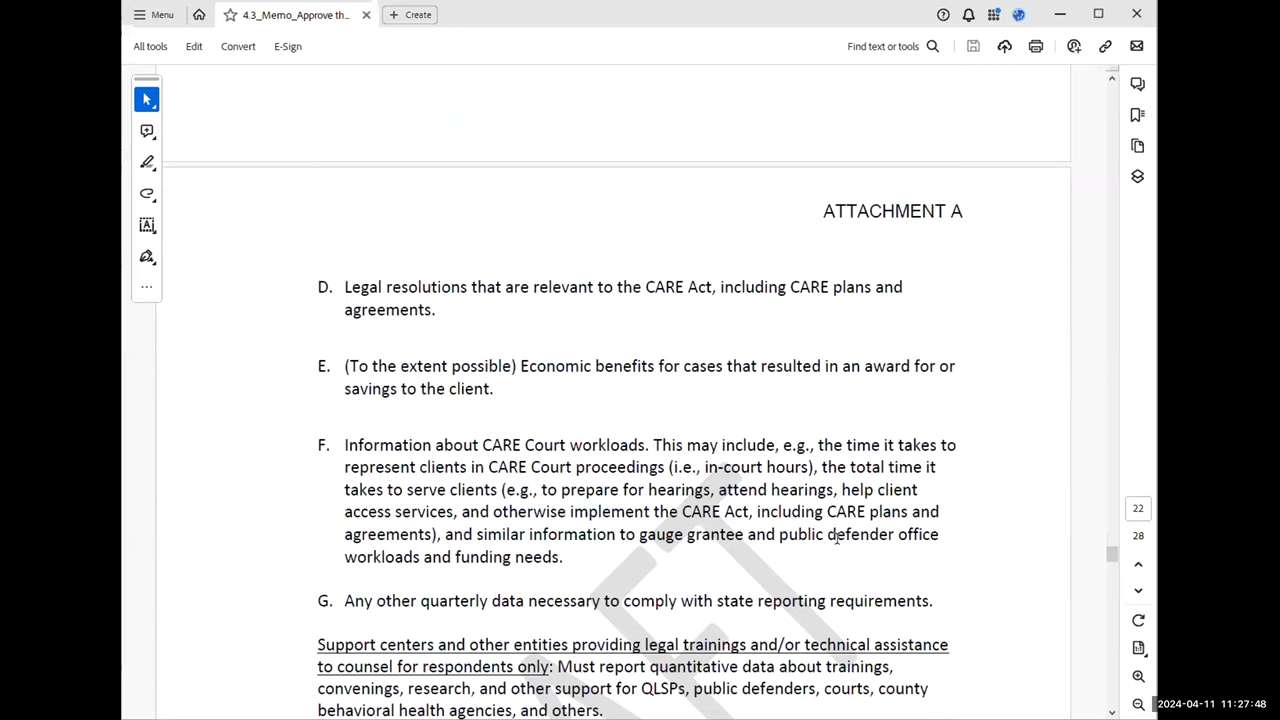 Menu
4.3_Memo_Approve th...
Create
All tools
Edit
Convert
E-Sign
Find text or tools
ATTACHMENT A
D. Legal resolutions that are relevant to the CARE Act, including CARE plans and
agreements.
E. (To the extent possible) Economic benefits for cases that resulted in an award for or
savings to the client.
F. Information about CARE Court workloads. This may include, e.g., the time it takes to
represent clients in CARE Court proceedings (i.e., in-court hours), the total time it
takes to serve clients (e.g., to prepare for hearings, attend hearings, help client
access services, and otherwise implement the CARE Act, including CARE plans and
agreements), and similar information to gauge grantee and public defender office
workloads and funding needs.
G. Any other quarterly data necessary to comply with state reporting requirements.
Support centers and other entities providing legal trainings and/or technical assistance
to counsel for respondents only: Must report quantitative data about trainings,
convenings, research, and other support for QLSPs, public defenders, courts, county
behavioral health agencies, and others.
22
28
2024-04-11 11:27:48